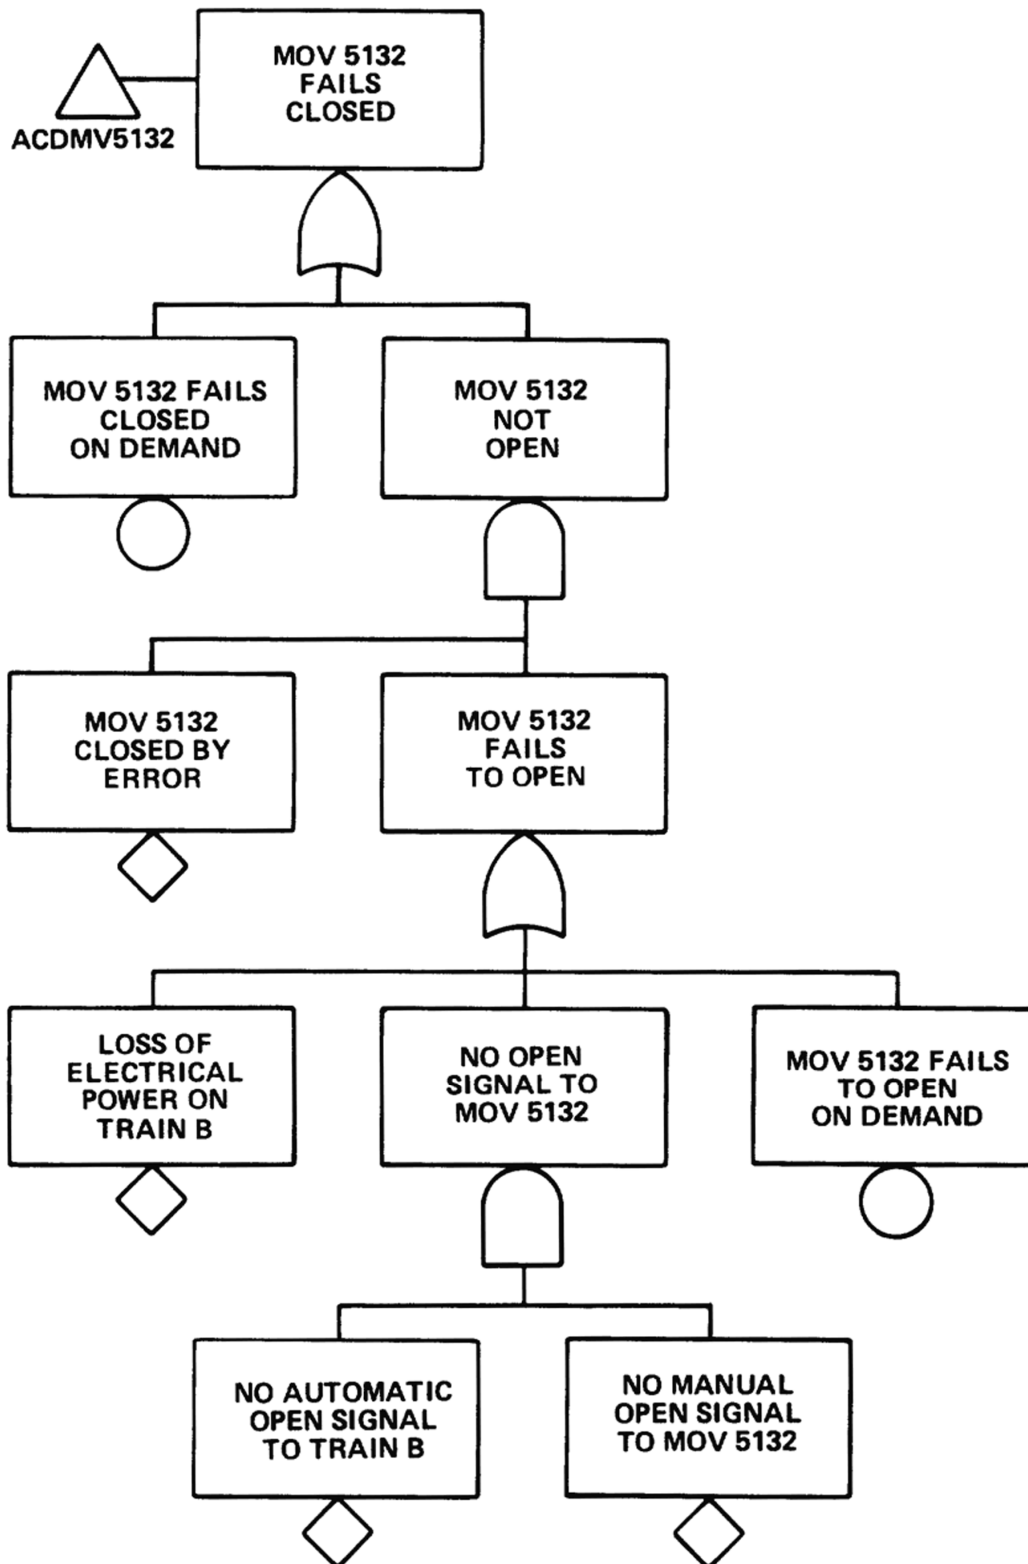 MOV 5132
FAILS
CLOSED
ACDMV5132
MOV 5132 FAILS
CLOSED
ON DEMAND
MOV 5132
NOT
OPEN
MOV 5132
CLOSED BY
ERROR
MOV 5132
FAILS
TO OPEN
LOSS OF
ELECTRICAL
POWER ON
TRAIN B
NO OPEN
SIGNAL TO
MOV 5132
MOV 5132 FAILS
TO OPEN
ON DEMAND
NO AUTOMATIC
OPEN SIGNAL
TO TRAIN B
NO MANUAL
OPEN SIGNAL
TO MOV 5132